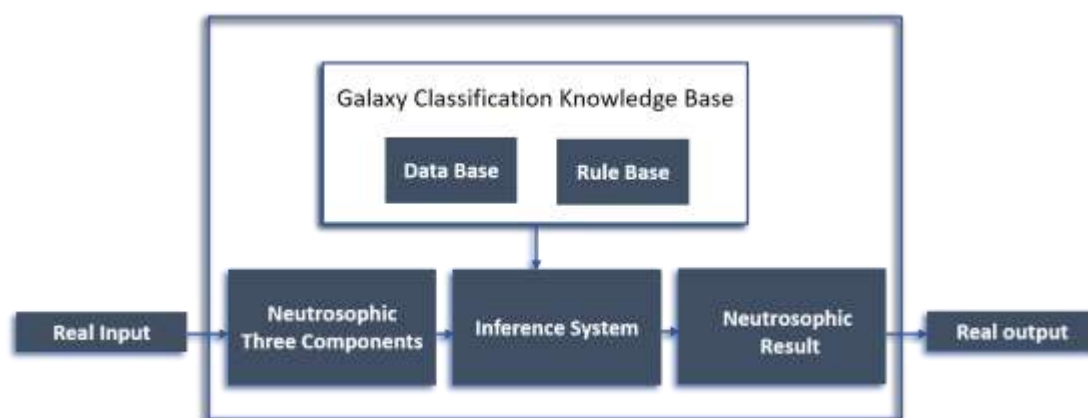 Galaxy Classification Knowledge Base
Data Base
Rule Base
Real Input
Neutrosophic
Three Components
Inference System
Neutrosophic
Result
Real output